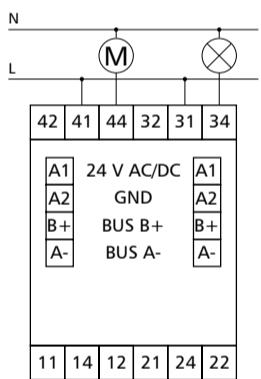 N
M
L
42 41 44 32 31 34
A1 24 V AC/DC A1
A2 GND A2
B+ BUS B+ B+
A- BUS A- A-
11 14 12 21 24 22